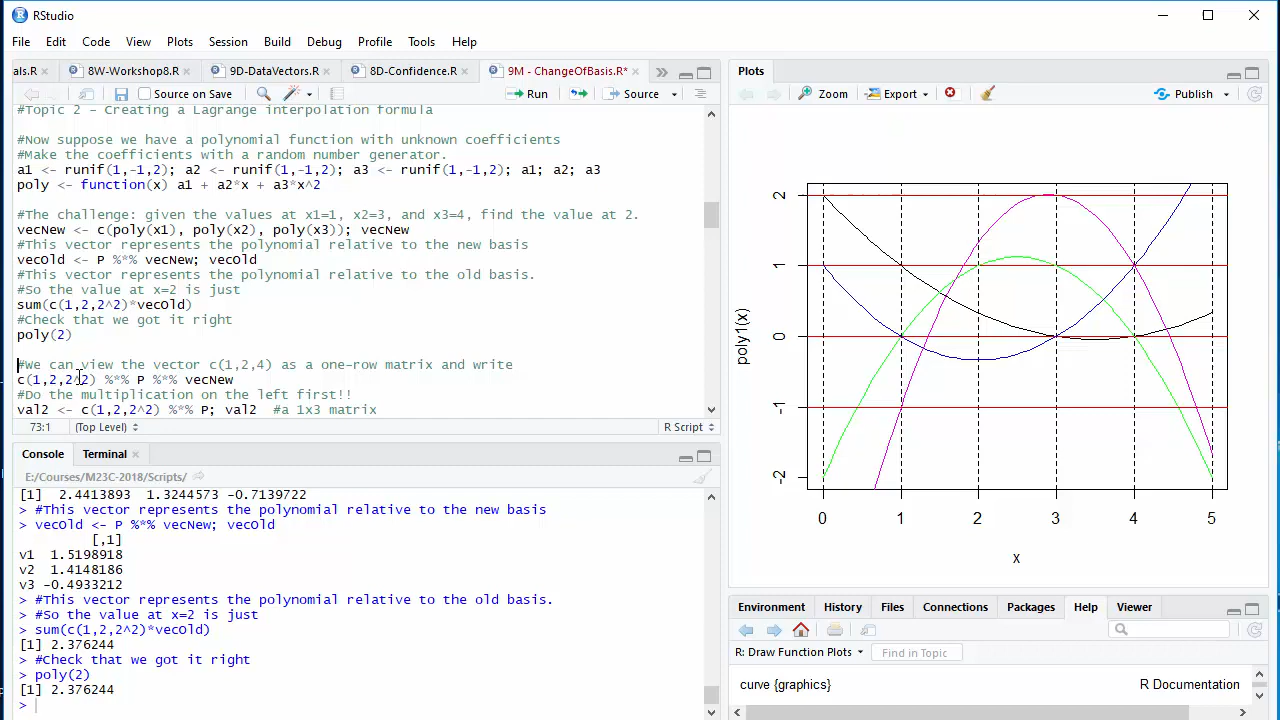 RStudio
File Edit Code View Plots Session Build Debug Profile Tools Help
als.R 8W-Workshop8.R 9D-DataVectors.R 8D-Confidence.R 9M - ChangeOfBasis.R*
Source on Save Run Source
#Topic 2 - Creating a Lagrange interpolation formula
#Now suppose we have a polynomial function with unknown coefficients
#Make the coefficients with a random number generator.
a1 <- runif(1,-1,2); a2 <- runif(1,-1,2); a3 <- runif(1,-1,2); a1; a2; a3
poly <- function(x) a1 + a2*x + a3*x^2
#The challenge: given the values at x1=1, x2=3, and x3=4, find the value at 2.
vecNew <- c(poly(x1), poly(x2), poly(x3)); vecNew
#This vector represents the polynomial relative to the new basis
vecOld <- P %*% vecNew; vecOld
#This vector represents the polynomial relative to the old basis.
#So the value at x=2 is just
sum(c(1,2,2^2)*vecOld)
#Check that we got it right
poly(2)
#We can view the vector c(1,2,4) as a one-row matrix and write
c(1,2,2^2) %*% P %*% vecNew
#Do the multiplication on the left first!!
val2 <- c(1,2,2^2) %*% P; val2 #a 1x3 matrix
73:1 (Top Level) R Script
Console Terminal
E:/Courses/M23C-2018/Scripts/
[1] 2.4413893 1.3244573 -0.7139722
> #This vector represents the polynomial relative to the new basis
> vecOld <- P %*% vecNew; vecOld
[,1]
v1 1.5198918
v2 1.4148186
v3 -0.4933212
> #This vector represents the polynomial relative to the old basis.
> #So the value at x=2 is just
> sum(c(1,2,2^2)*vecOld)
[1] 2.376244
> #Check that we got it right
> poly(2)
[1] 2.376244
>
Plots
Zoom Export Publish
poly1(x)
2
1
0
-1
-2
0 1 2 3 4 5
x
Environment History Files Connections Packages Help Viewer
R: Draw Function Plots Find in Topic
curve {graphics} R Documentation